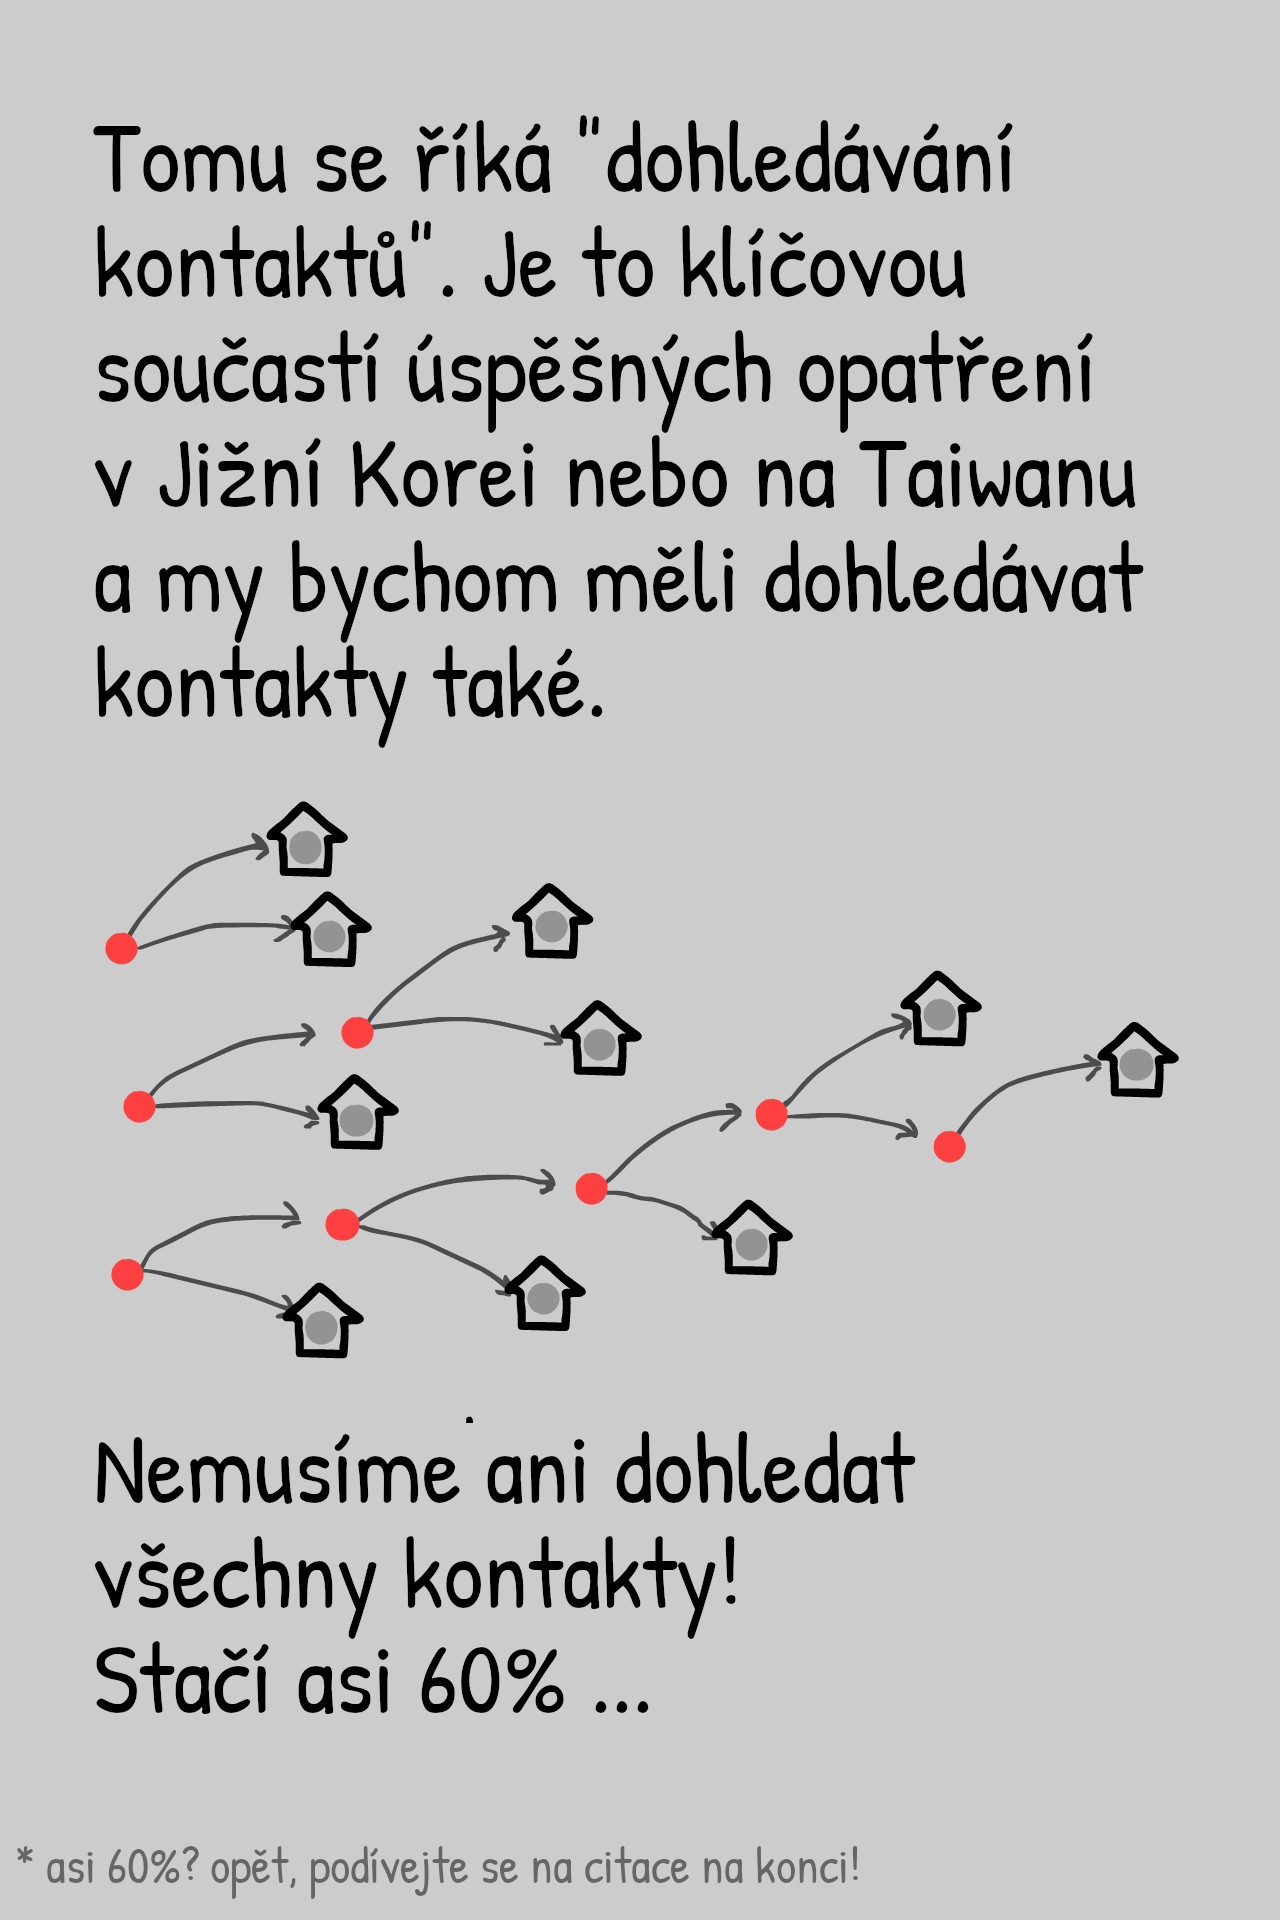 Tomu se říká "dohledávání
kontaktů". Je to klíčovou
součastí úspěšných opatření
v Jižní Korei nebo na Taiwanu
a my bychom měli dohledávat
kontakty také.
Nemusíme ani dohledat
všechny kontakty!
Stačí asi 60% ...
* asi 60%? opět, podívejte se na citace na konci!